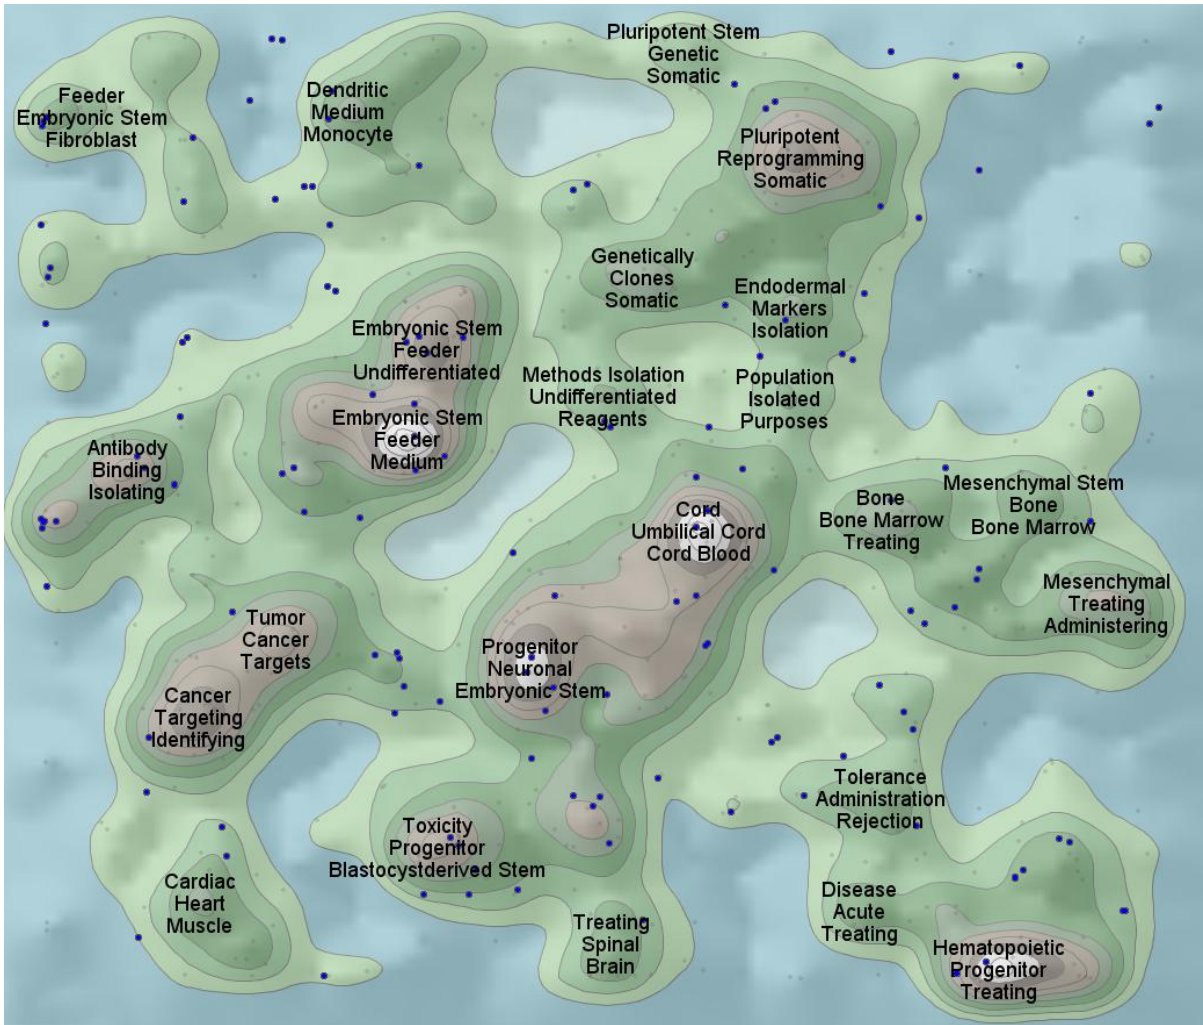 Pluripotent Stem
Genetic
Somatic
Feeder
Embryonic Stem
Fibroblast
Dendritic
Medium
Monocyte
Pluripotent
Reprogramming
Somatic
Genetically
Clones
Somatic
Endodermal
Markers
Isolation
Embryonic Stem
Feeder
Undifferentiated
Methods Isolation
Undifferentiated
Reagents
Population
Isolated
Purposes
Embryonic Stem
Feeder
Medium
Antibody
Binding
Isolating
Cord
Umbilical Cord
Cord Blood
Bone
Bone Marrow
Treating
Mesenchymal Stem
Bone
Bone Marrow
Mesenchymal
Treating
Administering
Tumor
Cancer
Targets
Progenitor
Neuronal
Embryonic Stem
Cancer
Targeting
Identifying
Tolerance
Administration
Rejection
Toxicity
Progenitor
Blastocystderived Stem
Cardiac
Heart
Muscle
Disease
Acute
Treating
Treating
Spinal
Brain
Hematopoietic
Progenitor
Treating